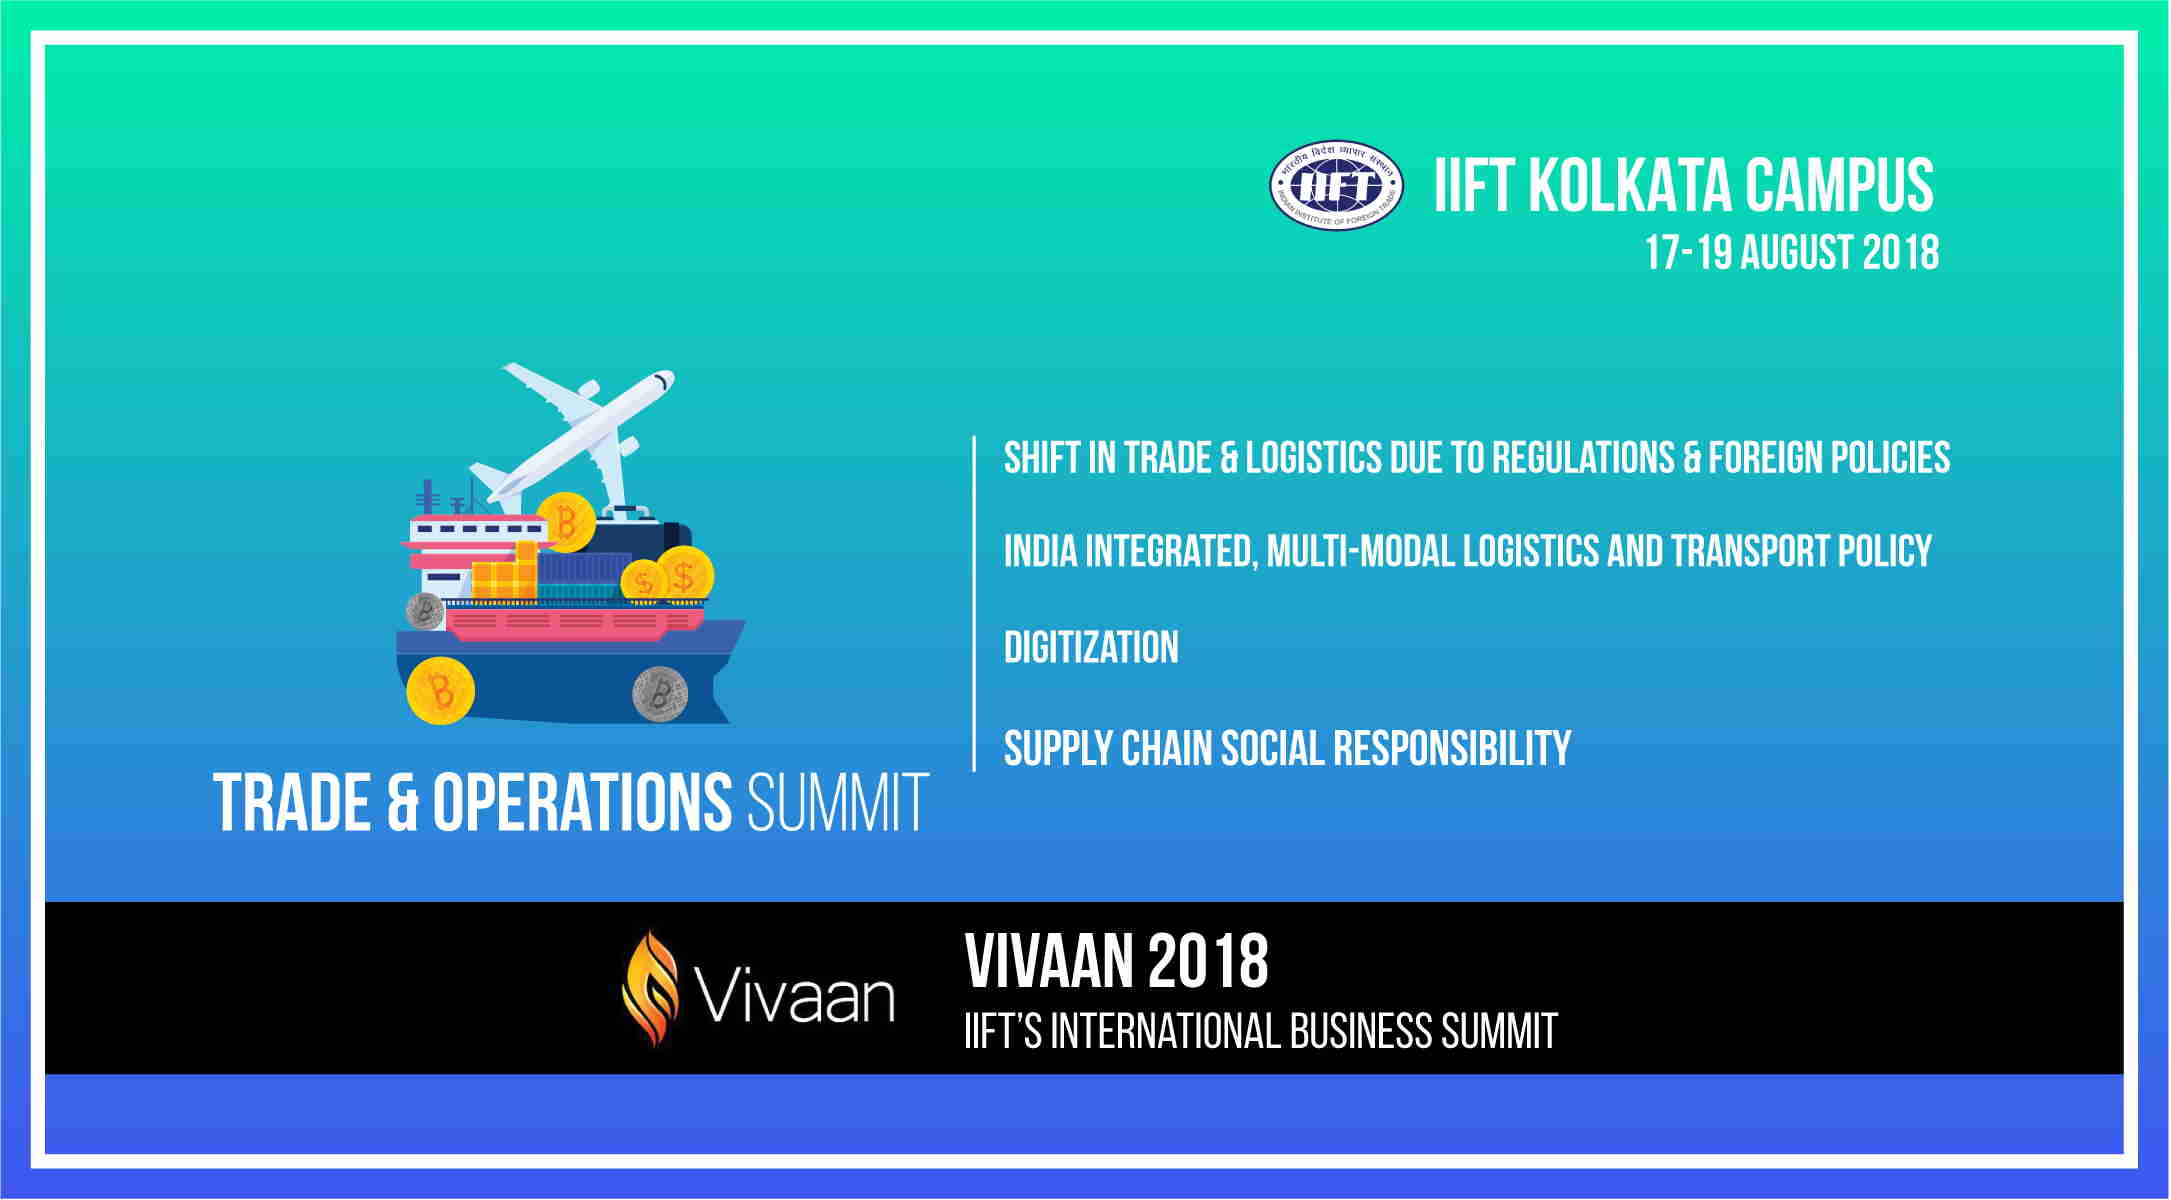 भारतीय विदेश व्यापार संस्थान
IIFT
INDIAN INSTITUTE OF FOREIGN TRADE
IIFT KOLKATA CAMPUS
17-19 AUGUST 2018
SHIFT IN TRADE & LOGISTICS DUE TO REGULATIONS & FOREIGN POLICIES
INDIA INTEGRATED, MULTI-MODAL LOGISTICS AND TRANSPORT POLICY
DIGITIZATION
SUPPLY CHAIN SOCIAL RESPONSIBILITY
TRADE & OPERATIONS SUMMIT
Vivaan
VIVAAN 2018
IIFT’S INTERNATIONAL BUSINESS SUMMIT